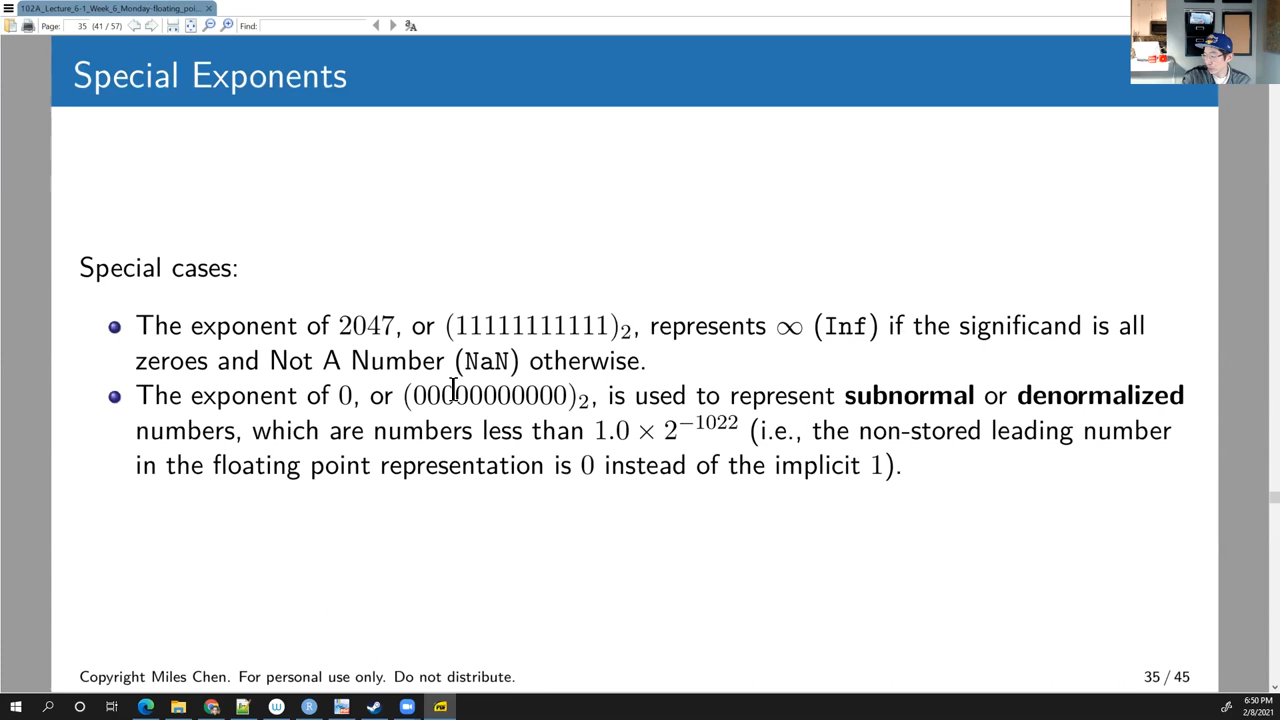 102A_Lecture_6-1_Week_6_Monday-floating_poi...
Page: 35 (41 / 57) Find:
Special Exponents
Special cases:
The exponent of 2047, or (11111111111)₂, represents ∞ (Inf) if the significand is all
zeroes and Not A Number (NaN) otherwise.
The exponent of 0, or (00000000000)₂, is used to represent subnormal or denormalized
numbers, which are numbers less than 1.0 × 2⁻¹⁰²² (i.e., the non-stored leading number
in the floating point representation is 0 instead of the implicit 1).
Copyright Miles Chen. For personal use only. Do not distribute.
35 / 45
6:50 PM
2/8/2021